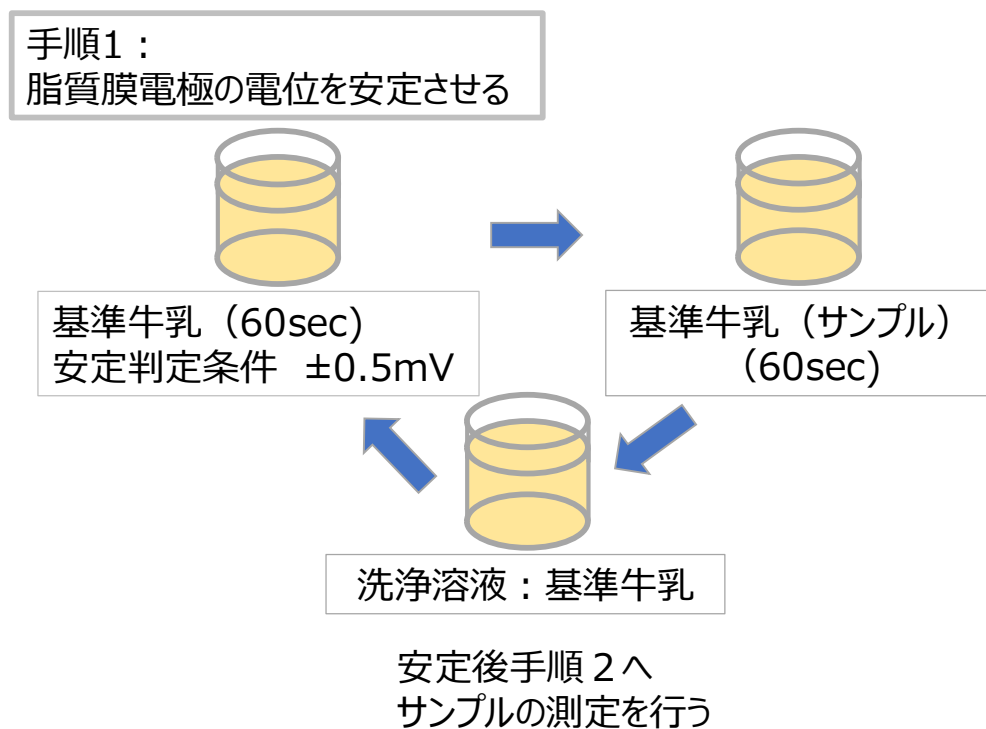 手順1：
脂質膜電極の電位を安定させる
基準牛乳（60sec)
安定判定条件 ±0.5mV
基準牛乳（サンプル）
（60sec)
洗浄溶液：基準牛乳
安定後手順２へ
サンプルの測定を行う